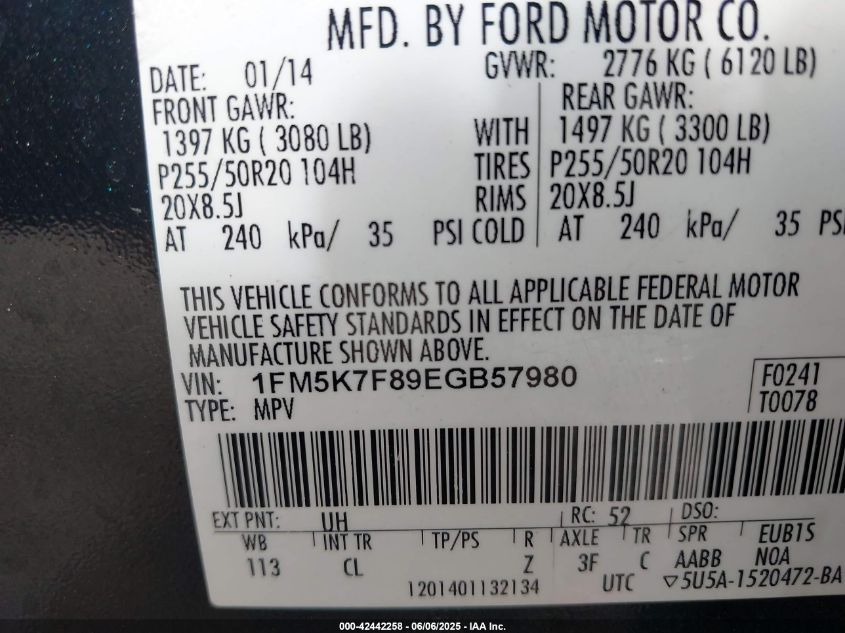 MFD. BY FORD MOTOR CO.
DATE: 01/14 GVWR: 2776 KG ( 6120 LB)
FRONT GAWR: REAR GAWR:
1397 KG ( 3080 LB) WITH 1497 KG ( 3300 LB)
P255/50R20 104H TIRES P255/50R20 104H
20X8.5J RIMS 20X8.5J
AT 240 kPa/ 35 PSI COLD AT 240 kPa/ 35 PSI
THIS VEHICLE CONFORMS TO ALL APPLICABLE FEDERAL MOTOR
VEHICLE SAFETY STANDARDS IN EFFECT ON THE DATE OF
MANUFACTURE SHOWN ABOVE.
VIN: 1FM5K7F89EGB57980 F0241
TYPE: MPV T0078
EXT PNT: UH RC: 52 DSO:
WB INT TR TP/PS R AXLE TR SPR EUB1S
113 CL Z 3F C AABB NOA
1201401132134 UTC ▽5U5A-1520472-BA
000-42442258 - 06/06/2025 - IAA Inc.